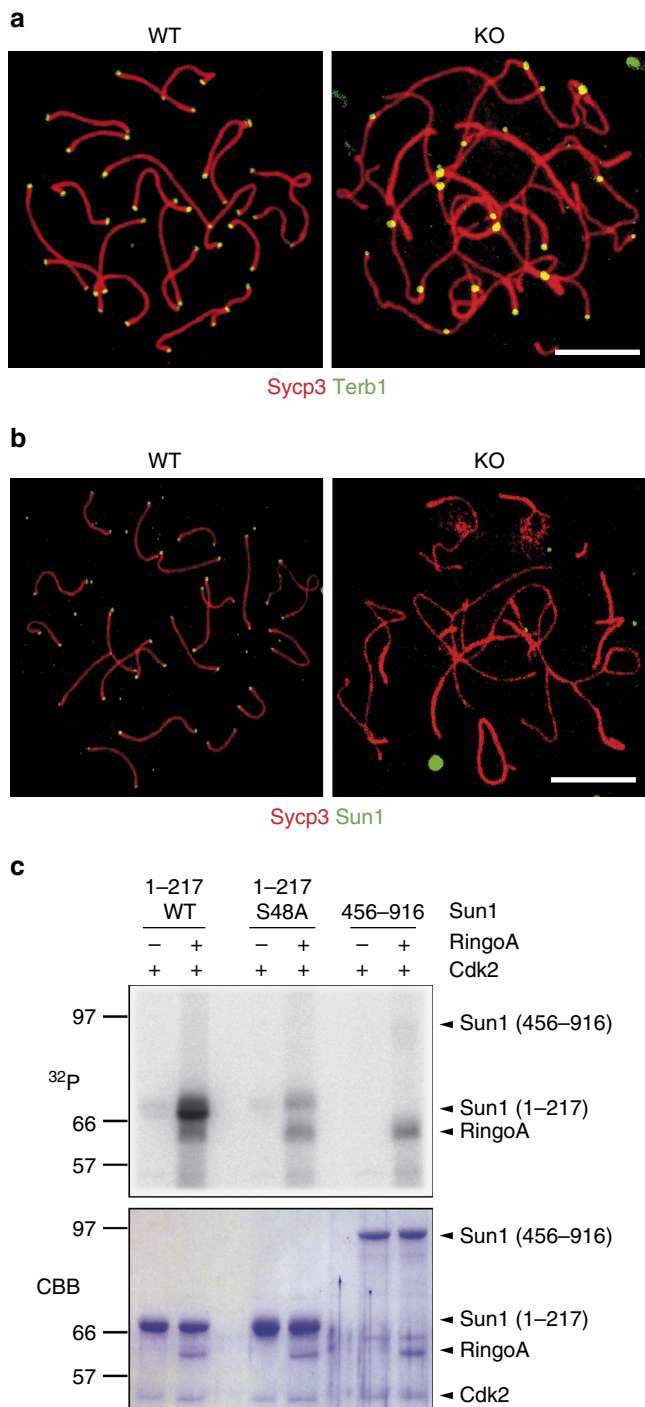 a
WT KO
Sycp3 Terb1
b
WT KO
Sycp3 Sun1
c
1–217 1–217
WT S48A 456–916 Sun1
– + – + – + RingoA
+ + + + + + Cdk2
97
Sun1 (456–916)
32P
Sun1 (1–217)
66
RingoA
57
97
Sun1 (456–916)
CBB
Sun1 (1–217)
66
RingoA
57
Cdk2